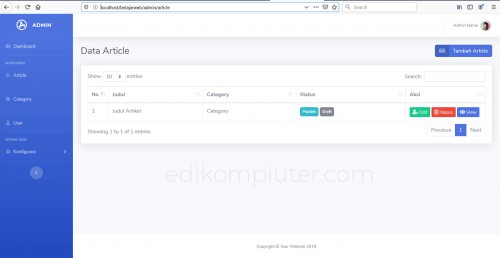 localhost/belajarweb/admin/article
Search
ADMIN
Admin Name
Dashboard
Data Article
Tambah Article
MAIN MENU
Article
Category
User
Konfigurasi
Show 10 entries
Search:
No Judul Category Status Aksi
1 Judul Artikel Category Publish Draft Edit Hapus View
Showing 1 to 1 of 1 entries
Previous 1 Next
edikomputer.com
Copyright © Your Website 2019